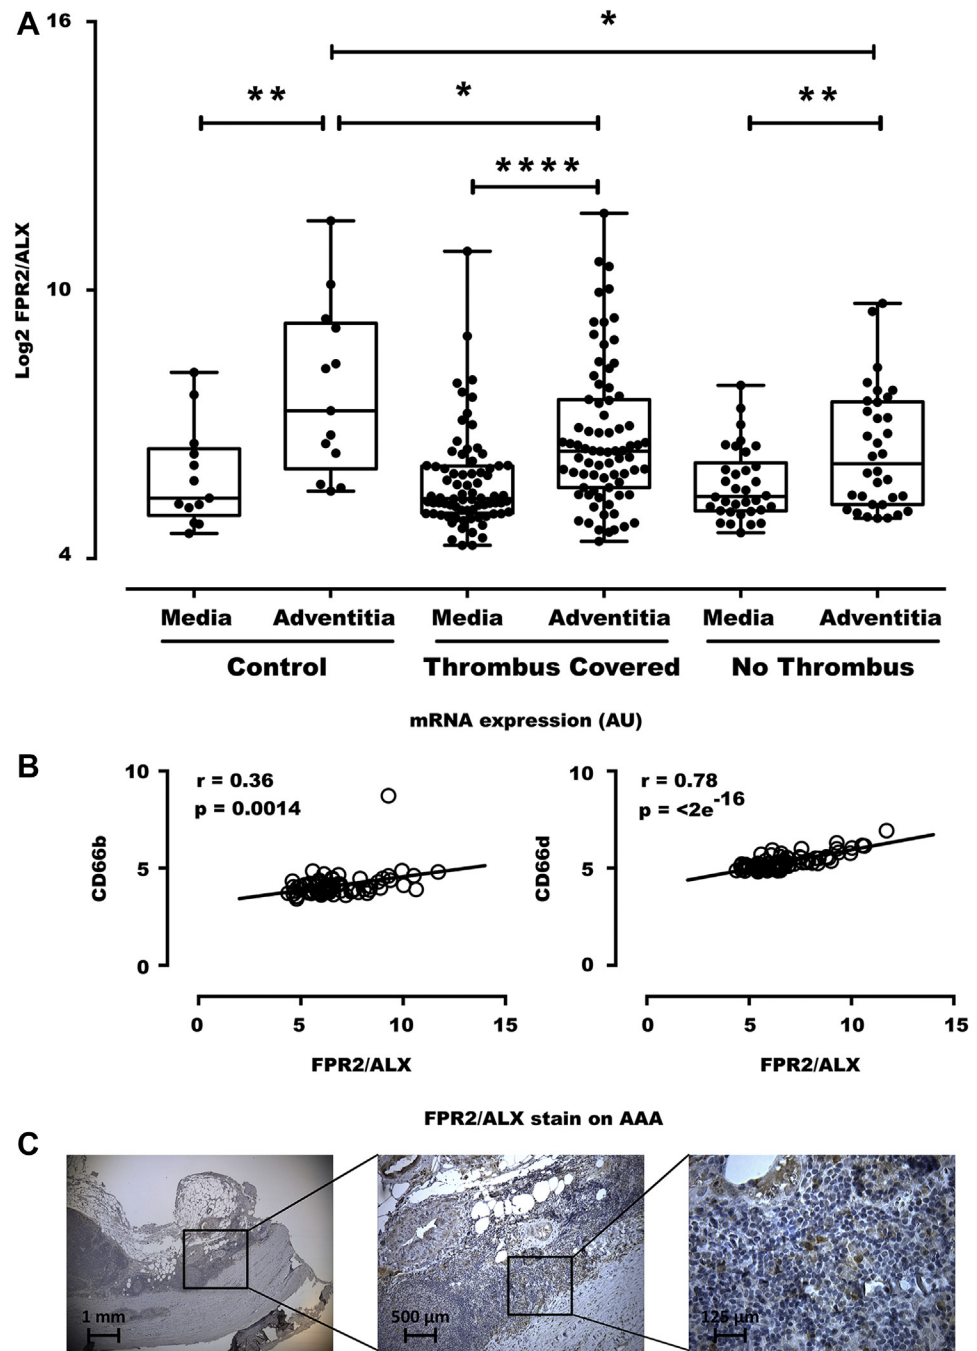 A
16
*
** * **
****
Log2 FPR2/ALX
10
4
Media Adventitia Media Adventitia Media Adventitia
Control Thrombus Covered No Thrombus
mRNA expression (AU)
B
10 10
r = 0.36 r = 0.78
p = 0.0014 p = <2e-16
CD66b CD66d
5 5
0 0
0 5 10 15 0 5 10 15
FPR2/ALX FPR2/ALX
FPR2/ALX stain on AAA
C
1 mm 500 µm 125 µm